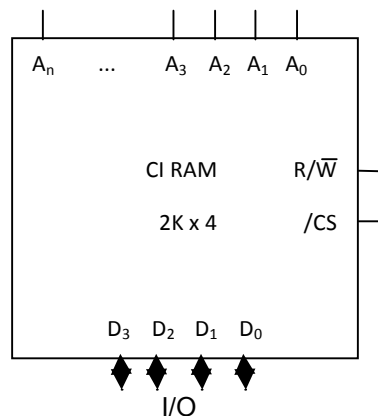 Aₙ ... A₃ A₂ A₁ A₀
CI RAM R/W̅
2K x 4 /CS
D₃ D₂ D₁ D₀
I/O